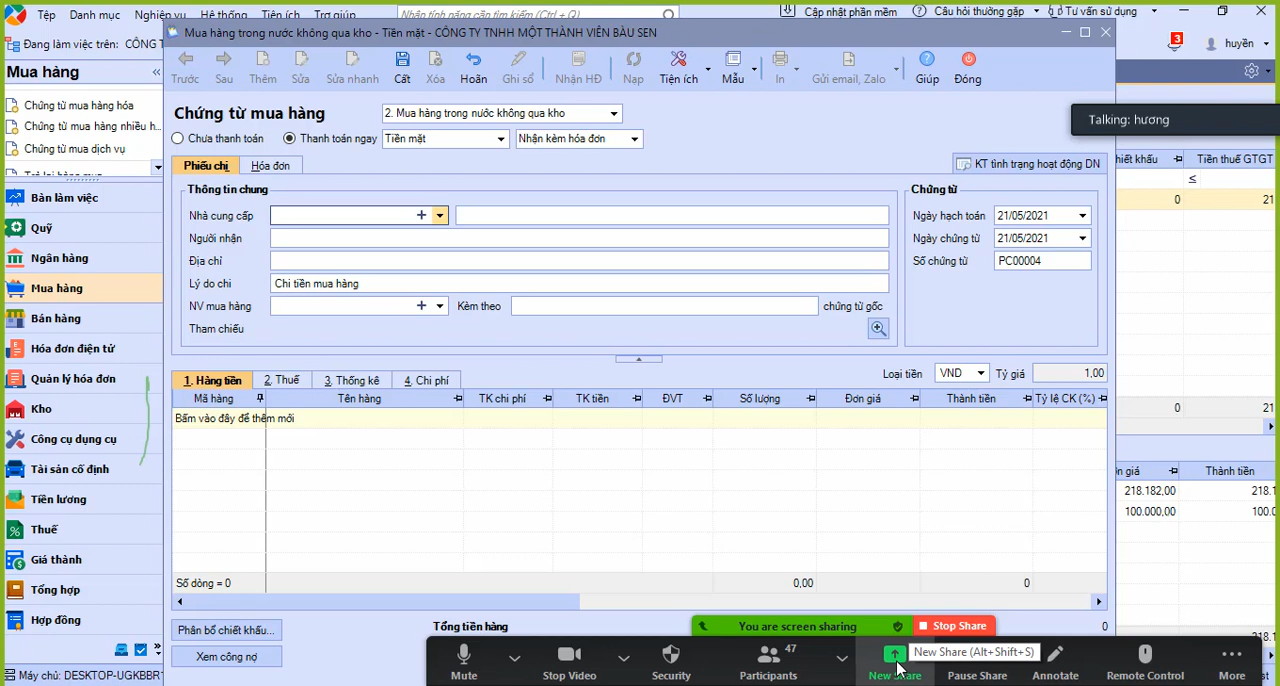 Tệp Danh mục Nghiệp vụ Hệ thống Tiện ích Trợ giúp
Nhập tính năng cần tìm kiếm (Ctrl + Q)
Cập nhật phần mềm Câu hỏi thường gặp Tư vấn sử dụng
Đang làm việc trên: CÔNG T
Mua hàng trong nước không qua kho - Tiền mặt - CÔNG TY TNHH MỘT THÀNH VIÊN BÀU SEN
3 huyền
Mua hàng
Trước Sau Thêm Sửa Sửa nhanh Cất Xóa Hoãn Ghi sổ Nhận HĐ Nạp Tiện ích Mẫu In Gửi email, Zalo Giúp Đóng
Chứng từ mua hàng hóa
Chứng từ mua hàng nhiều h...
Chứng từ mua dịch vụ
Chứng từ mua hàng 2. Mua hàng trong nước không qua kho
Talking: hương
Chưa thanh toán Thanh toán ngay Tiền mặt Nhận kèm hóa đơn
Phiếu chi Hóa đơn KT tình trạng hoạt động DN
hiết khấu Tiền thuế GTGT
≤
0 21
Thông tin chung
Nhà cung cấp
Người nhận
Địa chỉ
Lý do chi Chi tiền mua hàng
NV mua hàng Kèm theo chứng từ gốc
Tham chiếu
Chứng từ
Ngày hạch toán 21/05/2021
Ngày chứng từ 21/05/2021
Số chứng từ PC00004
Bàn làm việc
Quỹ
Ngân hàng
Mua hàng
Bán hàng
Hóa đơn điện tử
Quản lý hóa đơn
Kho
Công cụ dụng cụ
Tài sản cố định
Tiền lương
Thuế
Giá thành
Tổng hợp
Hợp đồng
1. Hàng tiền 2. Thuế 3. Thống kê 4. Chi phí
Loại tiền VND Tỷ giá 1,00
Mã hàng Tên hàng TK chi phí TK tiền ĐVT Số lượng Đơn giá Thành tiền Tỷ lệ CK (%)
Bấm vào đây để thêm mới
0 21
n giá Thành tiền
218.182,00 218.1
100.000,00 100.0
Số dòng = 0 0,00 0
Phân bổ chiết khấu... Tổng tiền hàng 0
Xem công nợ
You are screen sharing Stop Share
New Share (Alt+Shift+S)
Mute Stop Video Security Participants 47 New Share Pause Share Annotate Remote Control More
Máy chủ: DESKTOP-UGKBBR1